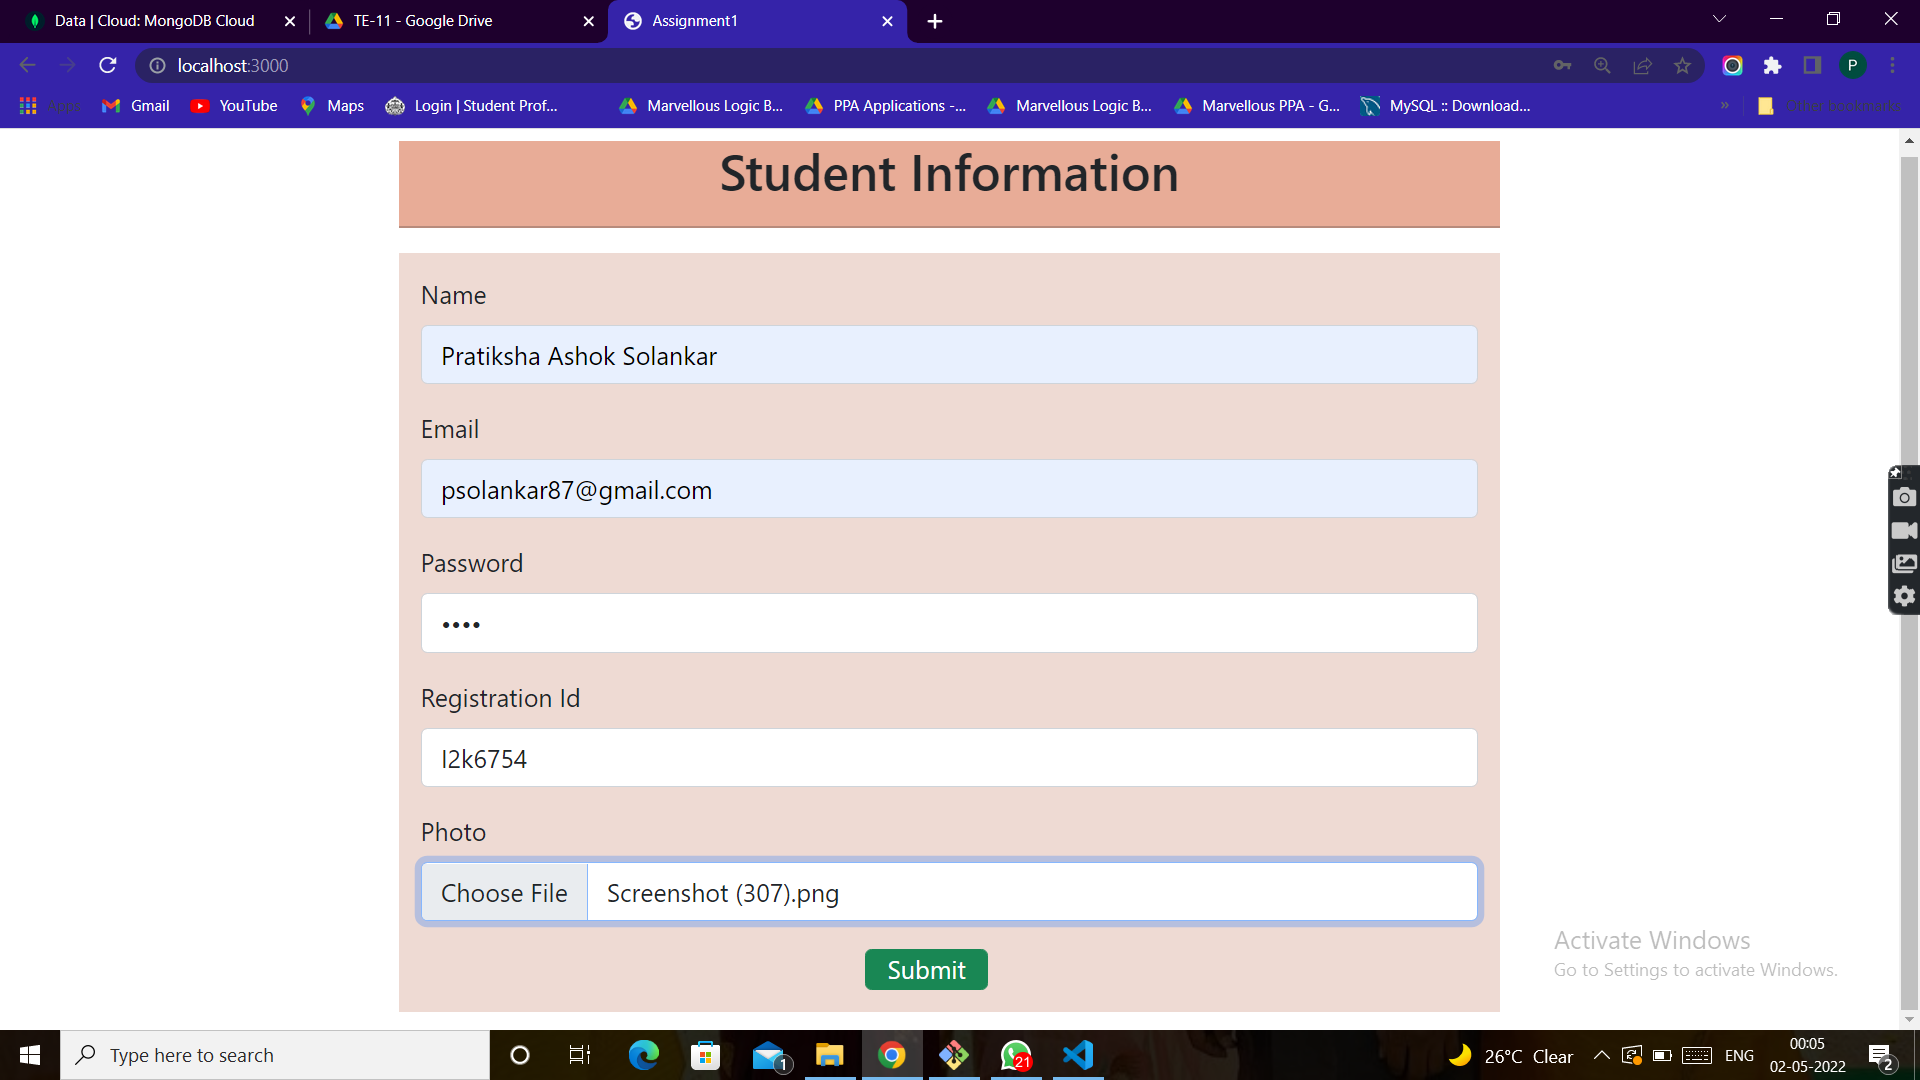 Data | Cloud: MongoDB Cloud
TE-11 - Google Drive
Assignment1
localhost:3000
P
Apps
Gmail
YouTube
Maps
Login | Student Prof...
Marvellous Logic B...
PPA Applications -...
Marvellous Logic B...
Marvellous PPA - G...
MySQL :: Download...
»
Other bookmarks
Student Information
Name
Pratiksha Ashok Solankar
Email
psolankar87@gmail.com
Password
••••
Registration Id
I2k6754
Photo
Choose File
Screenshot (307).png
Submit
Activate Windows
Go to Settings to activate Windows.
Type here to search
1
21
26°C Clear
ENG
00:05
02-05-2022
2